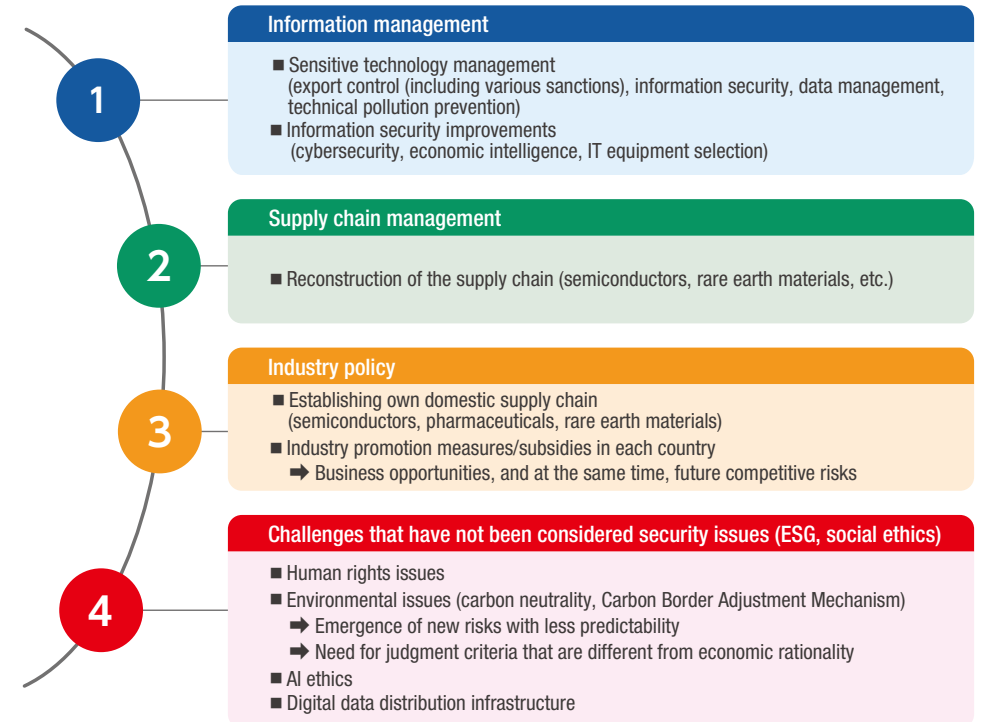 1
Information management
■ Sensitive technology management
(export control (including various sanctions), information security, data management,
technical pollution prevention)
■ Information security improvements
(cybersecurity, economic intelligence, IT equipment selection)
2
Supply chain management
■ Reconstruction of the supply chain (semiconductors, rare earth materials, etc.)
3
Industry policy
■ Establishing own domestic supply chain
(semiconductors, pharmaceuticals, rare earth materials)
■ Industry promotion measures/subsidies in each country
➡ Business opportunities, and at the same time, future competitive risks
4
Challenges that have not been considered security issues (ESG, social ethics)
■ Human rights issues
■ Environmental issues (carbon neutrality, Carbon Border Adjustment Mechanism)
➡ Emergence of new risks with less predictability
➡ Need for judgment criteria that are different from economic rationality
■ AI ethics
■ Digital data distribution infrastructure